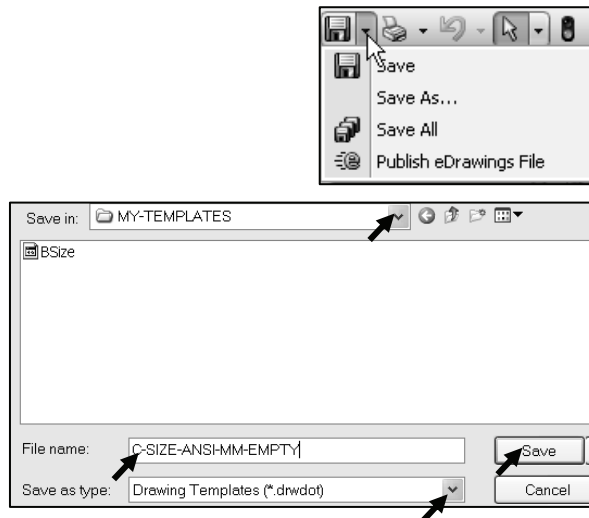 Save
Save As...
Save All
Publish eDrawings File
Save in: MY-TEMPLATES
BSize
File name: C-SIZE-ANSI-MM-EMPTY Save
Save as type: Drawing Templates (*.drwdot) Cancel